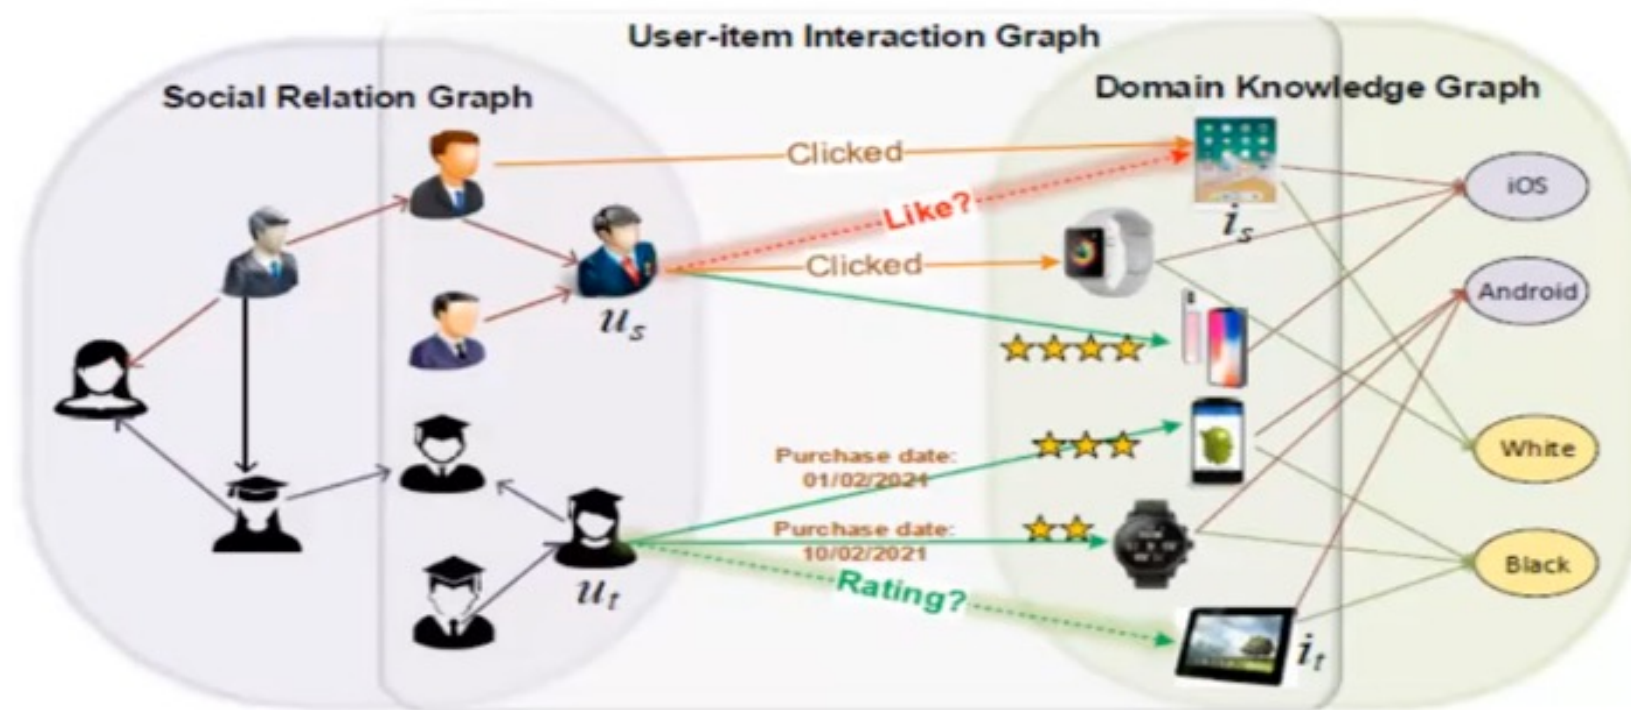 User-item Interaction Graph
Social Relation Graph
Domain Knowledge Graph
Clicked
Like?
Clicked
i_s
u_s
iOS
Android
Purchase date:
01/02/2021
Purchase date:
10/02/2021
White
Black
Rating?
u_t
i_t